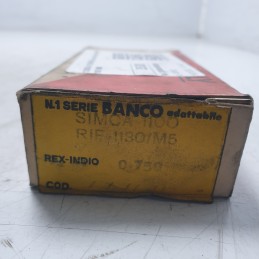 N.1 SERIE BANCO adattabile
SIMCA-1100
RIF-1130/M5
REX-INDIO 0,750
COD